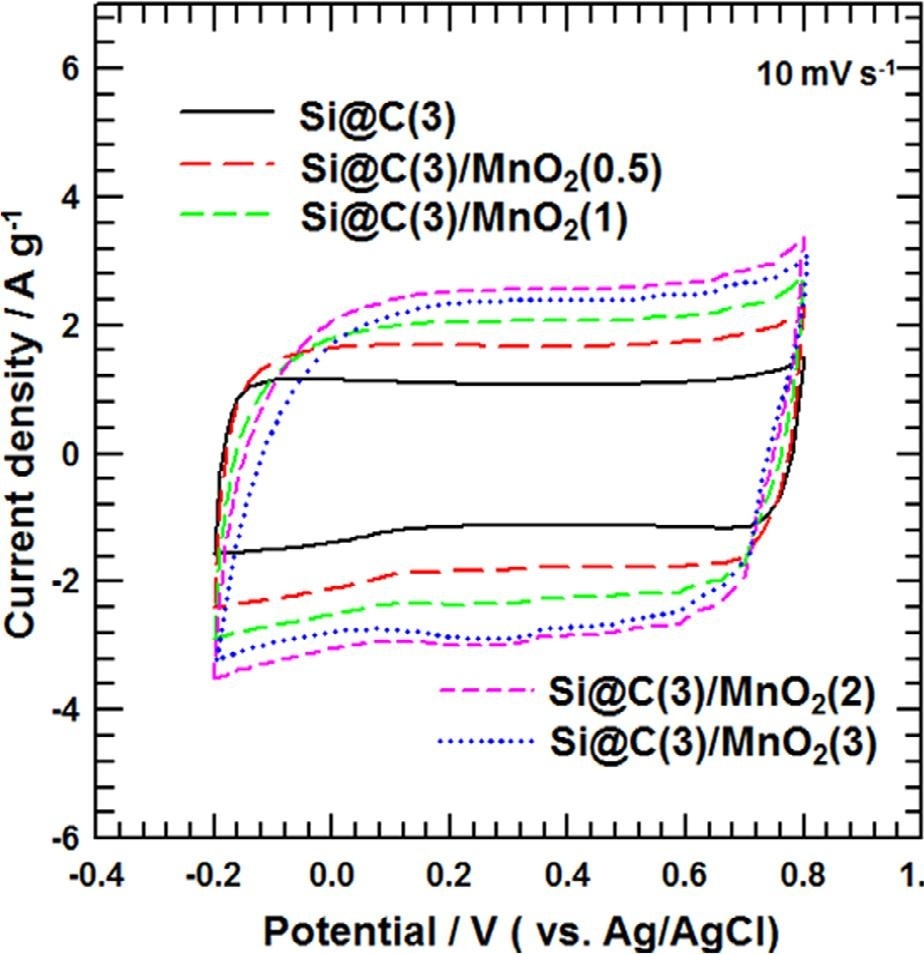 10 mV s⁻¹
Si@C(3)
Si@C(3)/MnO₂(0.5)
Si@C(3)/MnO₂(1)
Si@C(3)/MnO₂(2)
Si@C(3)/MnO₂(3)
Current density / A g⁻¹
6
4
2
0
-2
-4
-6
-0.4 -0.2 0.0 0.2 0.4 0.6 0.8 1.
Potential / V ( vs. Ag/AgCl)